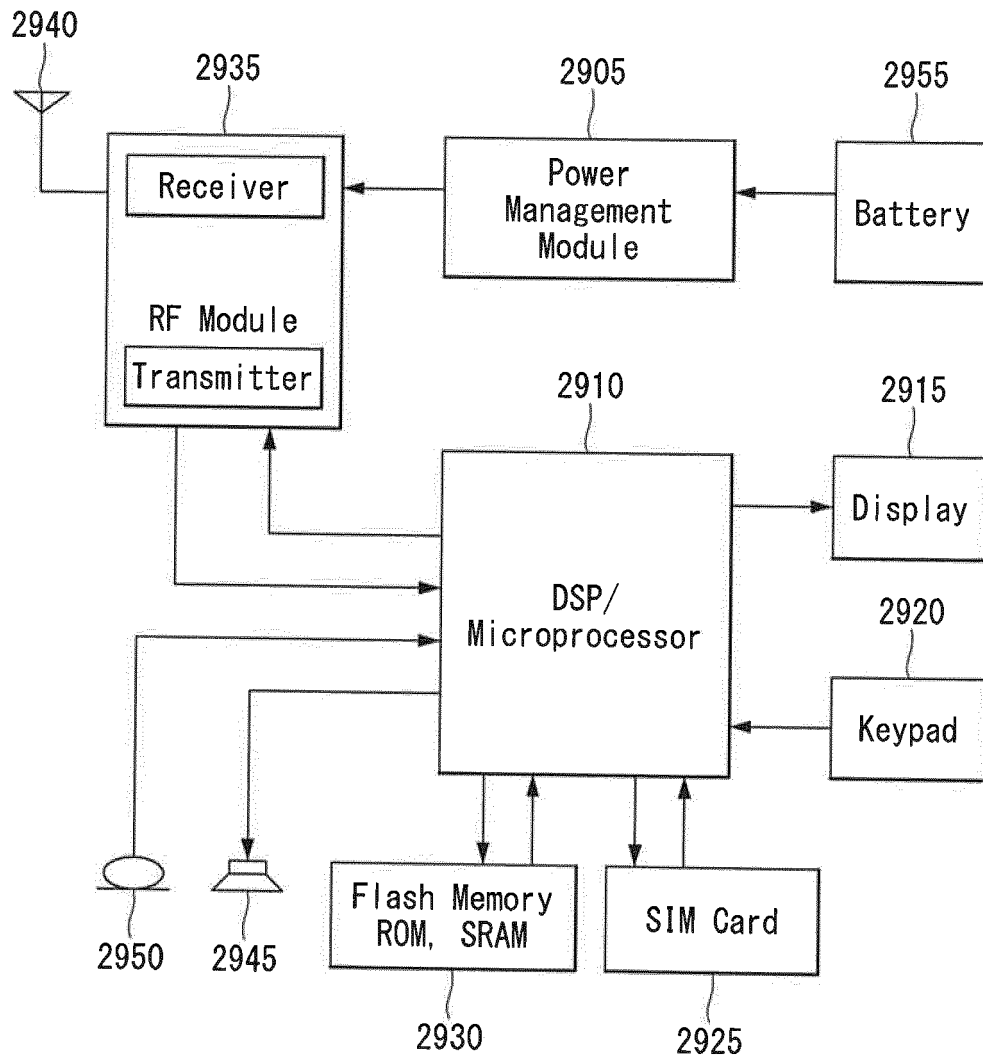 2940
2935
2905
2955
Receiver
RF Module
Transmitter
Power
Management
Module
Battery
2910
2915
DSP/
Microprocessor
Display
2920
Keypad
2950
2945
Flash Memory
ROM, SRAM
SIM Card
2930
2925